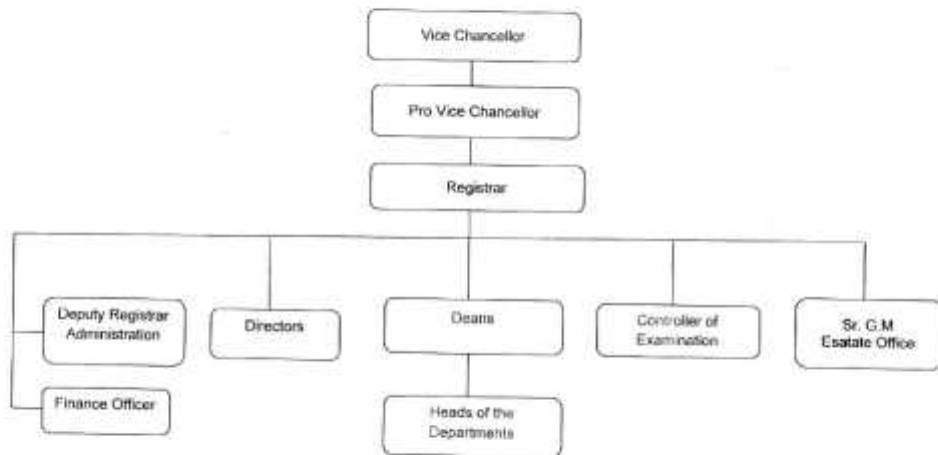 Vice Chancellor
Pro Vice Chancellor
Registrar
Deputy Registrar
Administration
Directors
Deans
Controller of
Examination
Sr. G.M
Esatate Office
Finance Officer
Heads of the
Departments